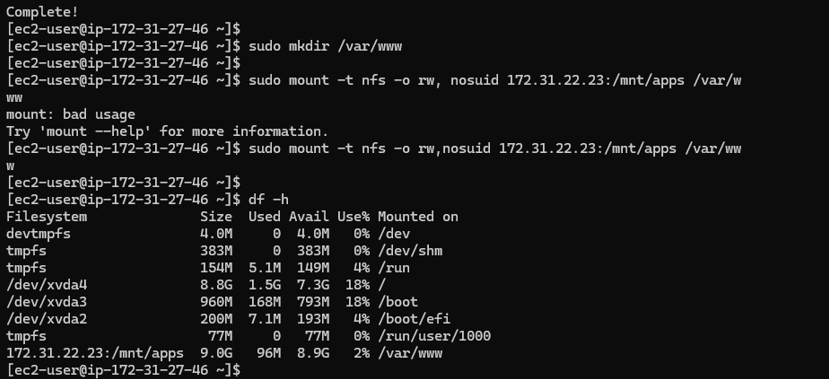 Complete!
[ec2-user@ip-172-31-27-46 ~]$
[ec2-user@ip-172-31-27-46 ~]$ sudo mkdir /var/www
[ec2-user@ip-172-31-27-46 ~]$
[ec2-user@ip-172-31-27-46 ~]$ sudo mount -t nfs -o rw, nosuid 172.31.22.23:/mnt/apps /var/w
ww
mount: bad usage
Try 'mount --help' for more information.
[ec2-user@ip-172-31-27-46 ~]$ sudo mount -t nfs -o rw,nosuid 172.31.22.23:/mnt/apps /var/ww
w
[ec2-user@ip-172-31-27-46 ~]$
[ec2-user@ip-172-31-27-46 ~]$ df -h
Filesystem              Size  Used Avail Use% Mounted on
devtmpfs                4.0M     0  4.0M   0% /dev
tmpfs                   383M     0  383M   0% /dev/shm
tmpfs                   154M  5.1M  149M   4% /run
/dev/xvda4              8.8G  1.5G  7.3G  18% /
/dev/xvda3              960M  168M  793M  18% /boot
/dev/xvda2              200M  7.1M  193M   4% /boot/efi
tmpfs                    77M     0   77M   0% /run/user/1000
172.31.22.23:/mnt/apps  9.0G   96M  8.9G   2% /var/www
[ec2-user@ip-172-31-27-46 ~]$